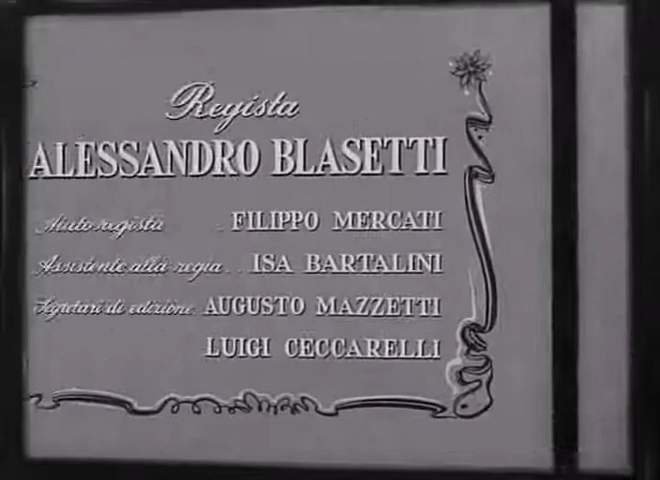 Regista
ALESSANDRO BLASETTI
Aiuto regista . FILIPPO MERCATI
Assistente alla regia . . ISA BARTALINI
Segretari di edizione AUGUSTO MAZZETTI
LUIGI CECCARELLI